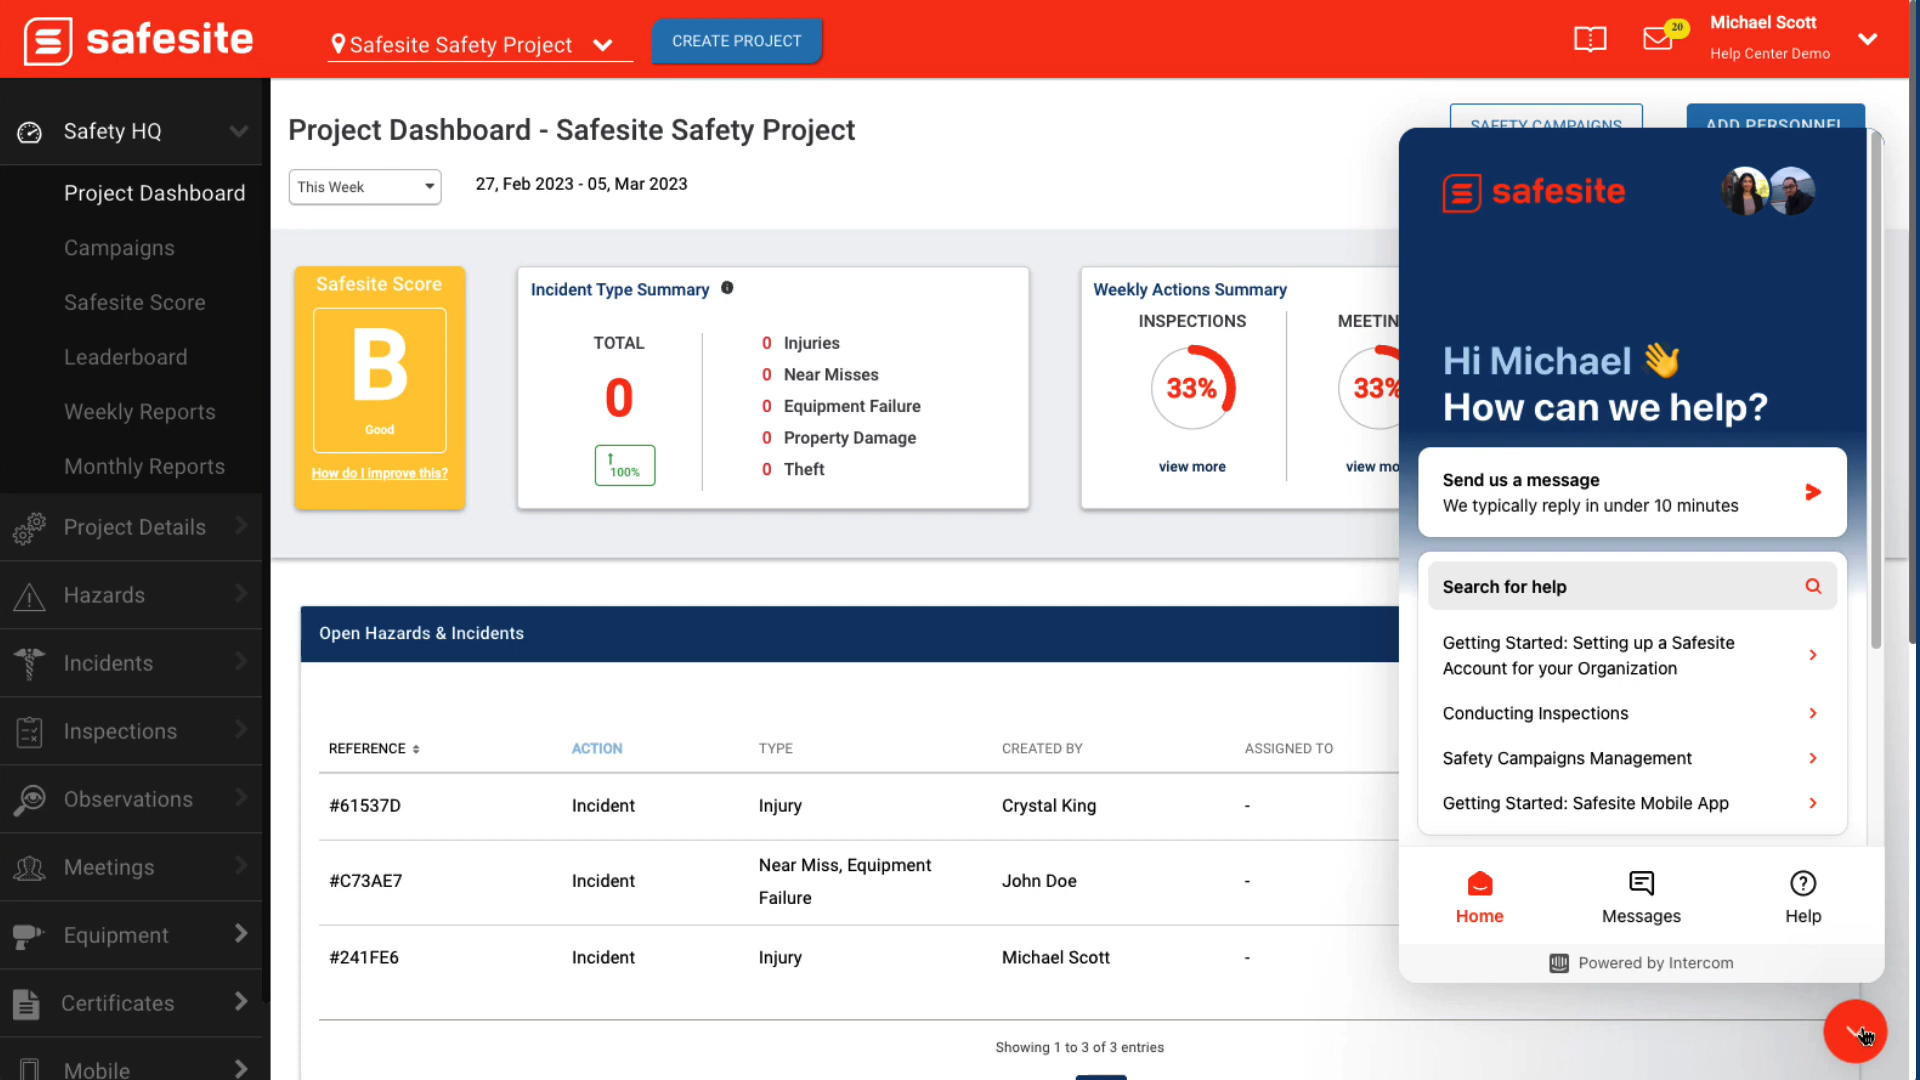 safesite
Safesite Safety Project
CREATE PROJECT
20
Michael Scott
Help Center Demo
Safety HQ
Project Dashboard
Campaigns
Safesite Score
Leaderboard
Weekly Reports
Monthly Reports
Project Details
Hazards
Incidents
Inspections
Observations
Meetings
Equipment
Certificates
Mobile
Project Dashboard - Safesite Safety Project
SAFETY CAMPAIGNS
ADD PERSONNEL
This Week
27, Feb 2023 - 05, Mar 2023
Safesite Score
B
Good
How do I improve this?
Incident Type Summary
TOTAL
0
100%
0 Injuries
0 Near Misses
0 Equipment Failure
0 Property Damage
0 Theft
Weekly Actions Summary
INSPECTIONS
33%
view more
MEETIN
33%
view mo
Open Hazards & Incidents
REFERENCE ACTION TYPE CREATED BY ASSIGNED TO
#61537D Incident Injury Crystal King -
#C73AE7 Incident Near Miss, Equipment Failure John Doe -
#241FE6 Incident Injury Michael Scott -
Showing 1 to 3 of 3 entries
safesite
Hi Michael 👋
How can we help?
Send us a message
We typically reply in under 10 minutes
Search for help
Getting Started: Setting up a Safesite
Account for your Organization
Conducting Inspections
Safety Campaigns Management
Getting Started: Safesite Mobile App
Home
Messages
Help
Powered by Intercom